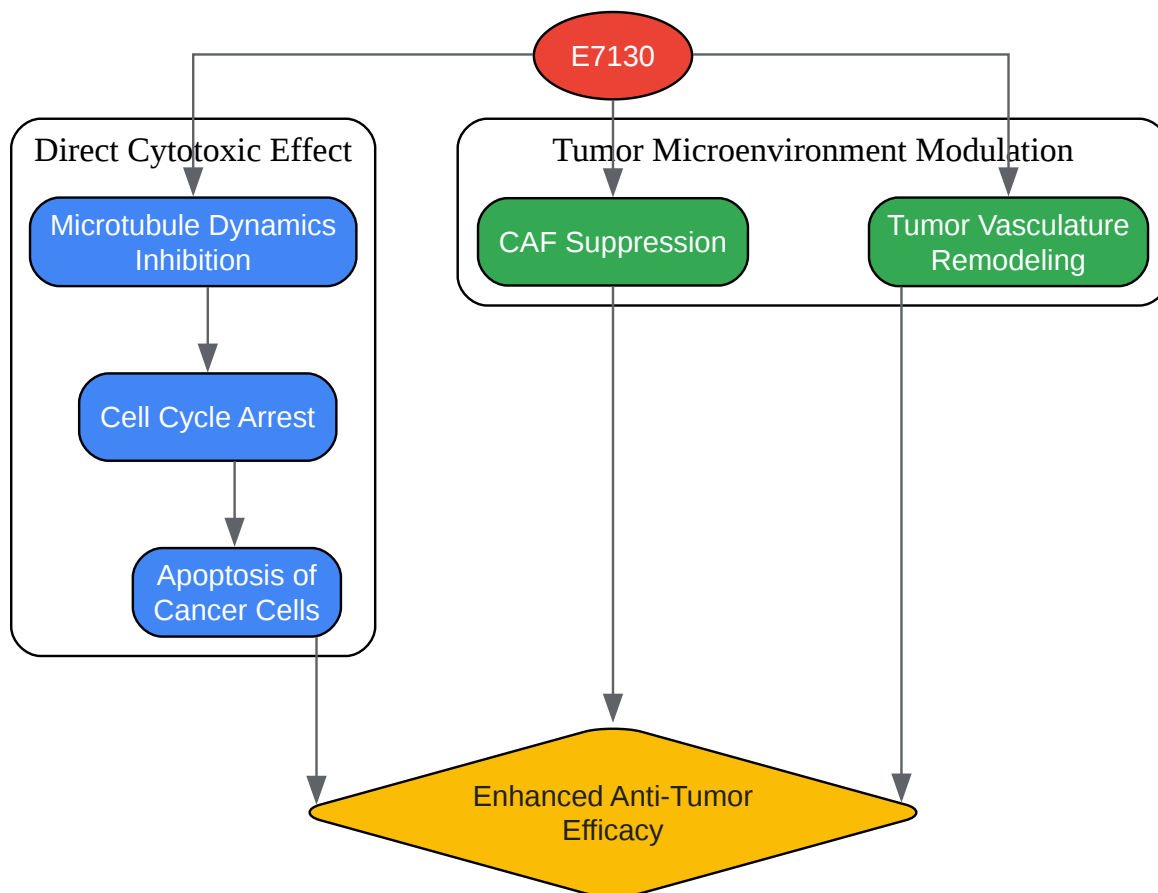 E7130
Direct Cytotoxic Effect
Tumor Microenvironment Modulation
Microtubule Dynamics
Inhibition
CAF Suppression
Tumor Vasculature
Remodeling
Cell Cycle Arrest
Apoptosis of
Cancer Cells
Enhanced Anti-Tumor
Efficacy